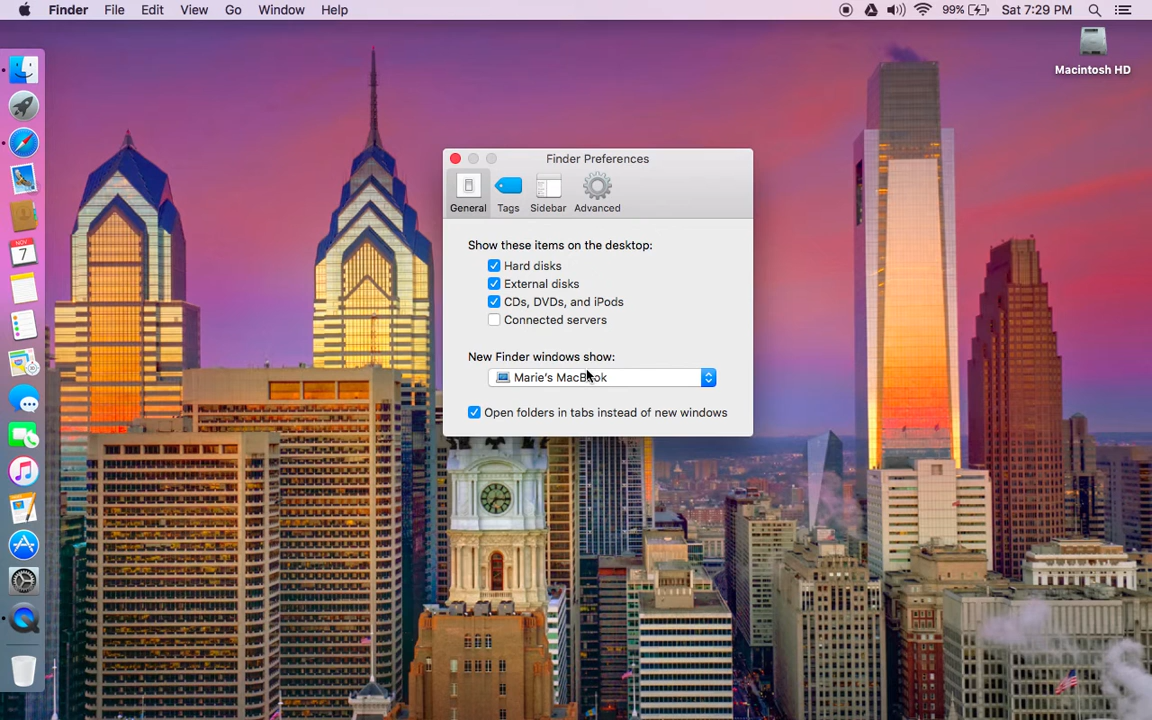 Finder File Edit View Go Window Help 99% Sat 7:29 PM
Macintosh HD
Finder Preferences
General Tags Sidebar Advanced
Show these items on the desktop:
Hard disks
External disks
CDs, DVDs, and iPods
Connected servers
New Finder windows show:
Marie's MacBook
Open folders in tabs instead of new windows
NOV
7